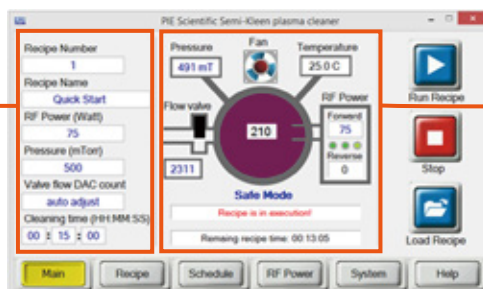 PIE Scientific Semi-Kleen plasma cleaner
Recipe Number
1
Recipe Name
Quick Start
RF Power (Watt)
75
Pressure (mTorr)
500
Valve flow DAC count
auto adjust
Cleaning time (HH:MM:SS)
00 : 15 : 00
Pressure
491 mT
Fan
Temperature
25.0 C
Flow valve
2311
210
RF Power
Forward
75
Reverse
0
Safe Mode
Recipe is in execution!
Remaing recipe time: 00:13:05
Run Recipe
Stop
Load Recipe
Main
Recipe
Schedule
RF Power
System
Help